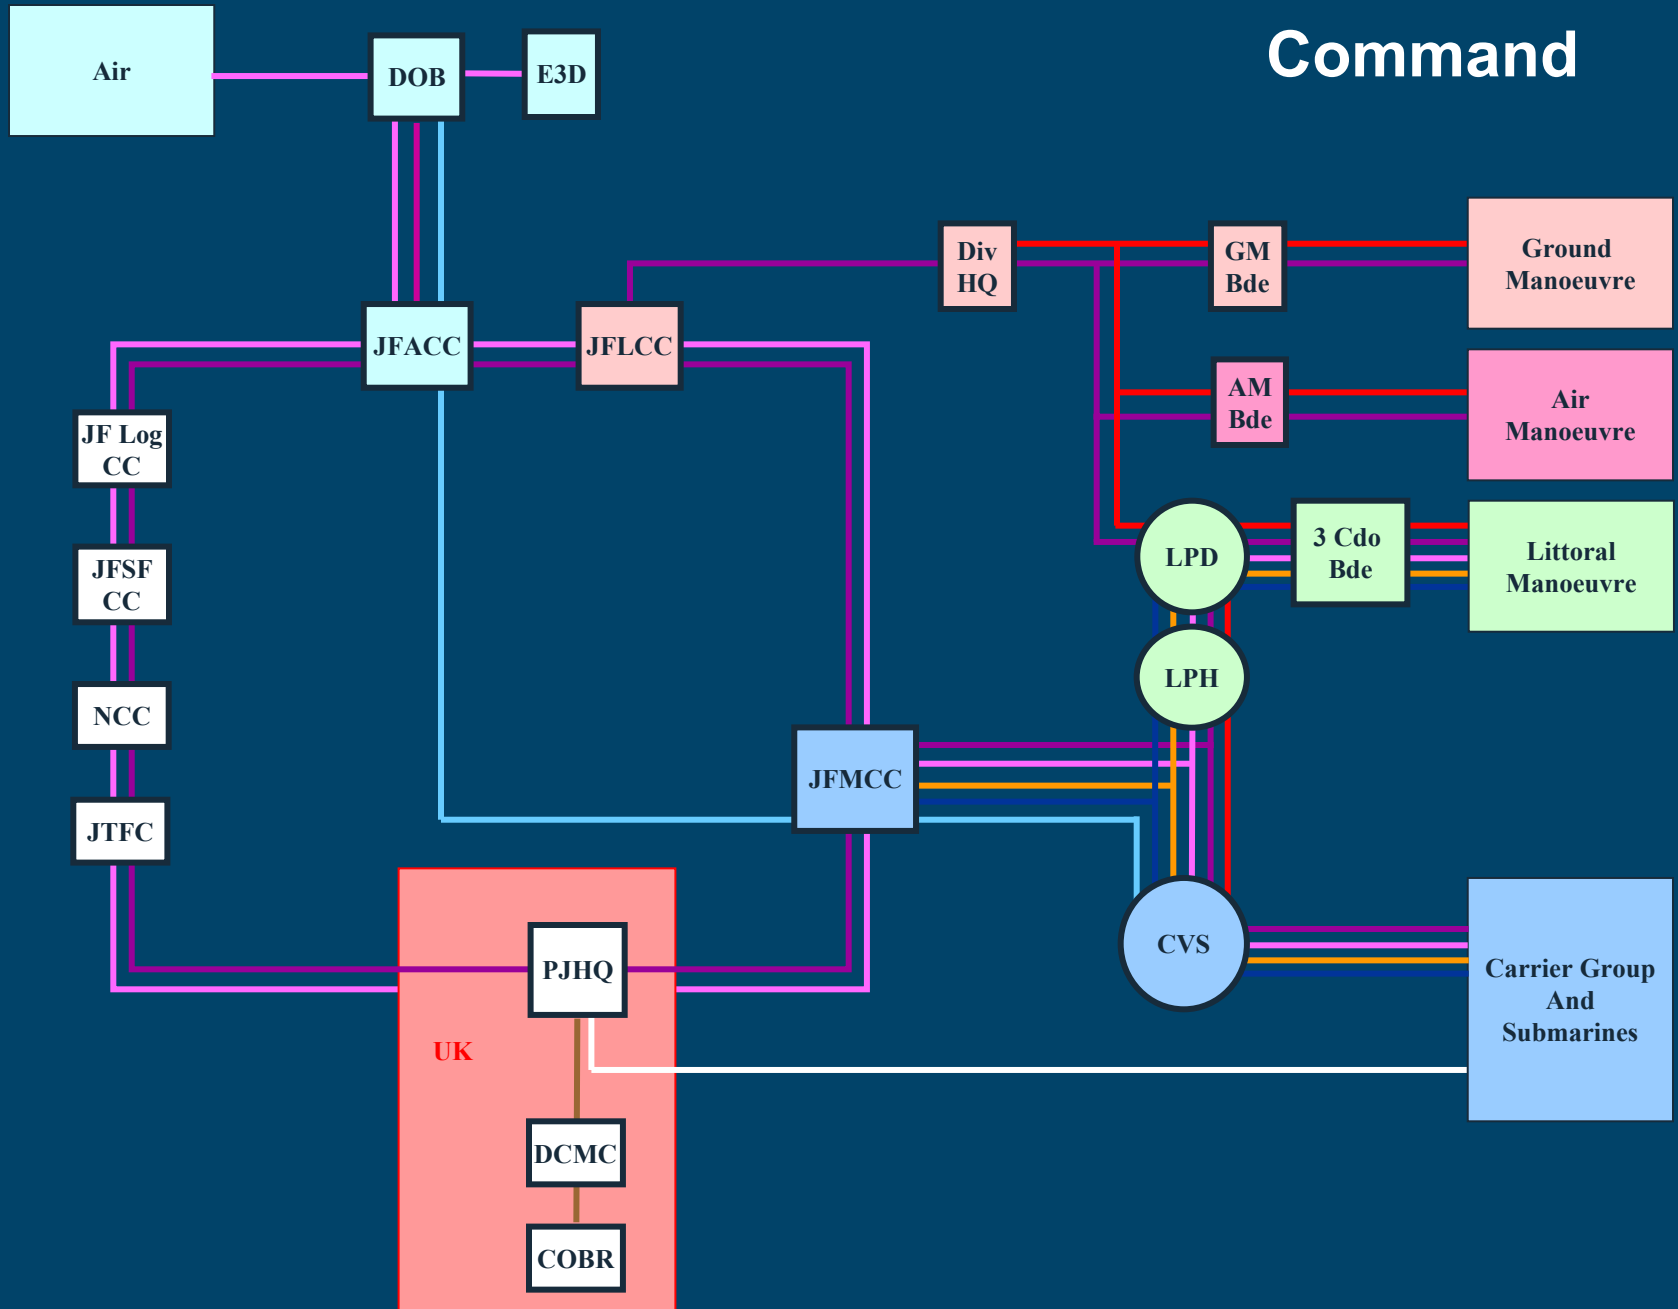 Command
Air
DOB
E3D
Div
HQ
GM
Bde
Ground
Manoeuvre
JFACC
JFLCC
AM
Bde
Air
Manoeuvre
JF Log
CC
LPD
3 Cdo
Bde
Littoral
Manoeuvre
JFSF
CC
LPH
NCC
JFMCC
JTFC
CVS
Carrier Group
And
Submarines
PJHQ
UK
DCMC
COBR